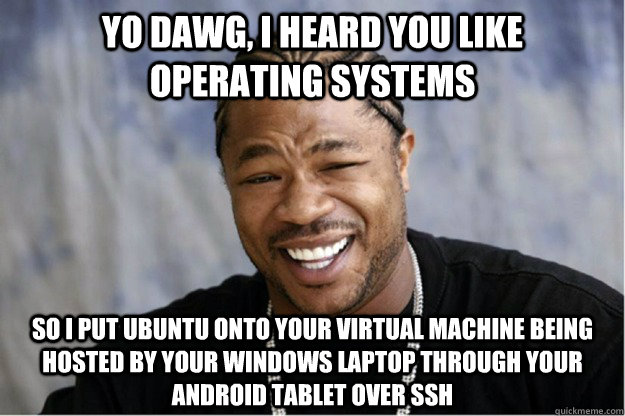 YO DAWG, I HEARD YOU LIKE
OPERATING SYSTEMS
SO I PUT UBUNTU ONTO YOUR VIRTUAL MACHINE BEING
HOSTED BY YOUR WINDOWS LAPTOP THROUGH YOUR
ANDROID TABLET OVER SSH
quickmeme.com